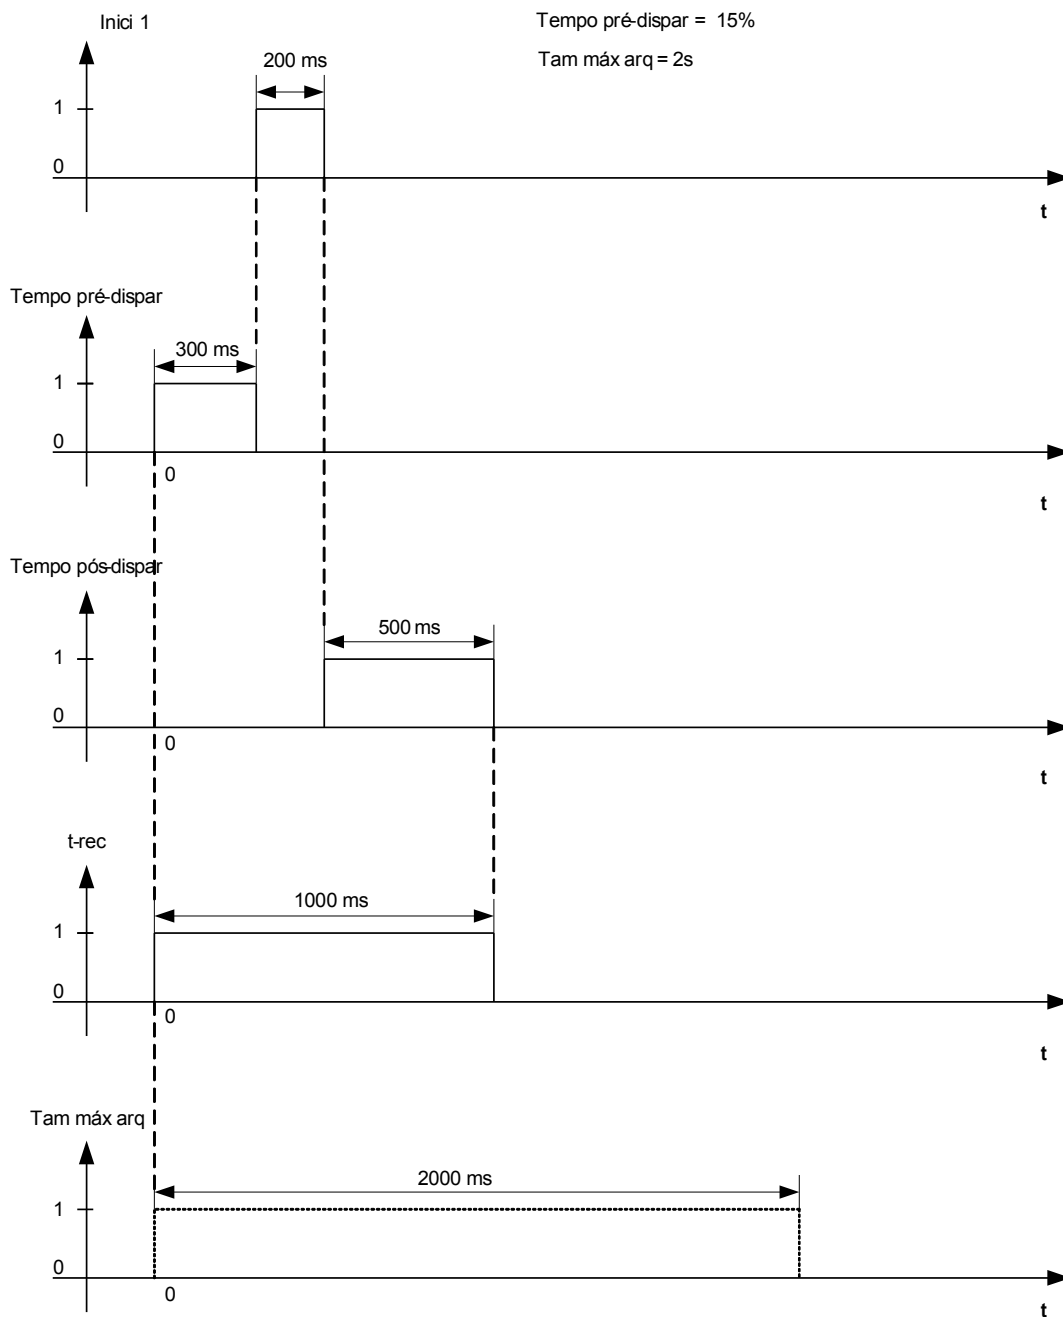 Inici 1
Tempo pré-dispar = 15%
Tam máx arq = 2s
200 ms
1
0
t
Tempo pré-dispar
300 ms
1
0
0
t
Tempo pós-dispar
500 ms
1
0
0
t
t-rec
1000 ms
1
0
0
t
Tam máx arq
2000 ms
1
0
0
t